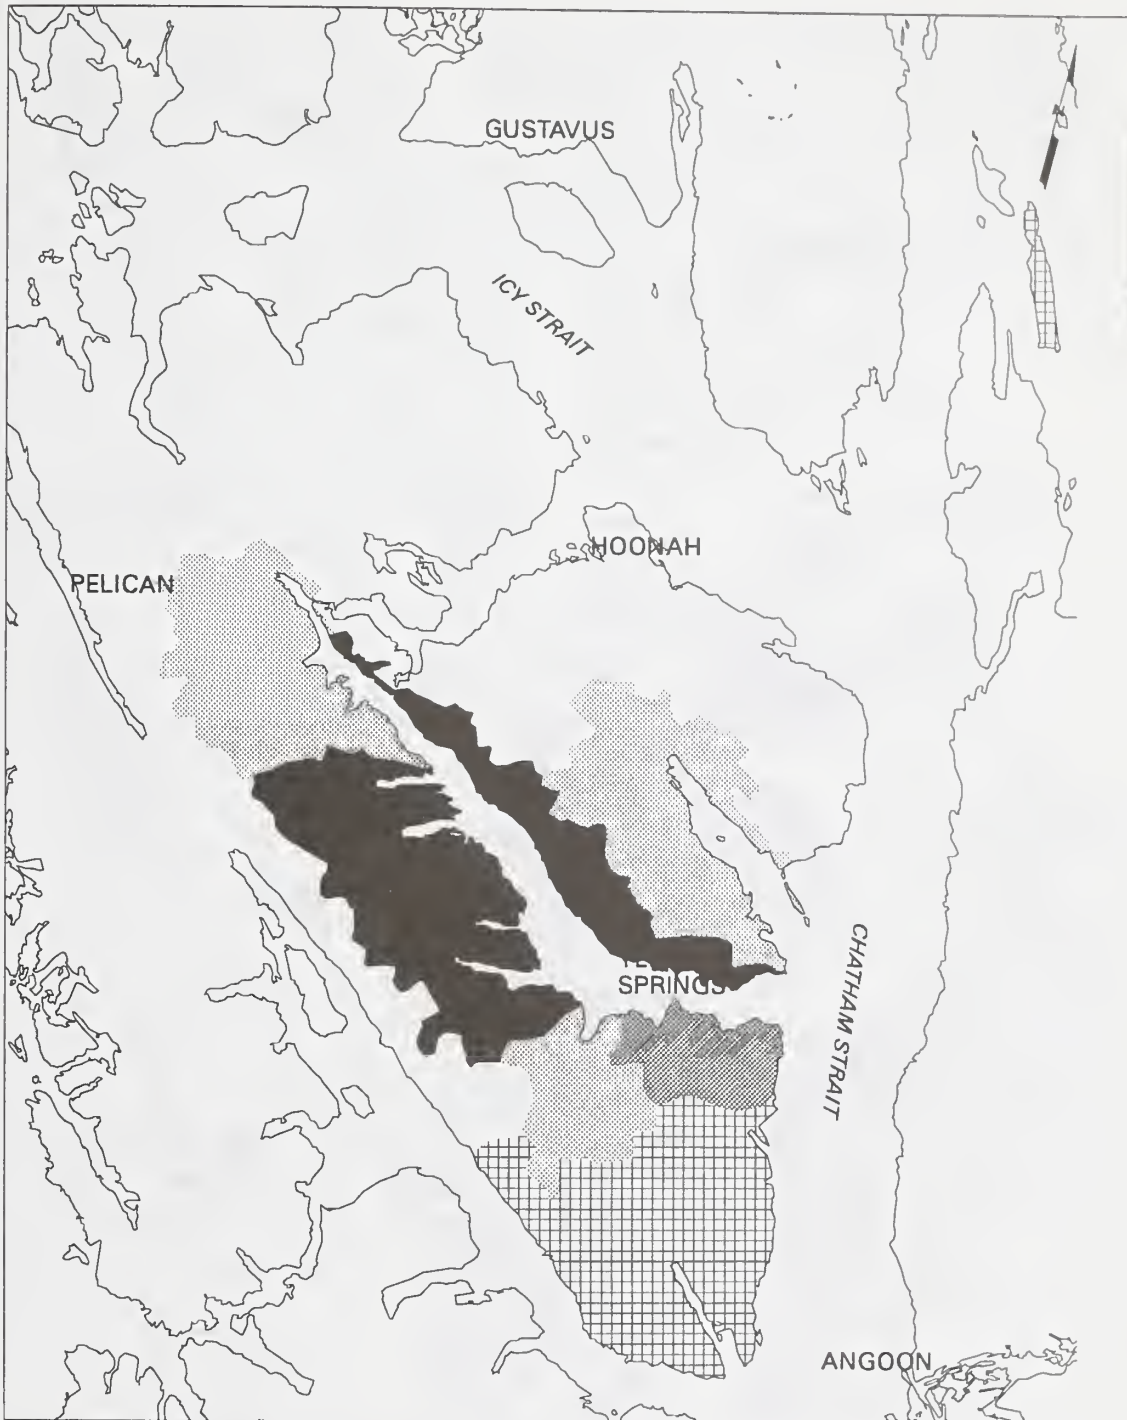 GUSTAVUS
ICY STRAIT
HOONAH
PELICAN
SPRINGS
CHATHAM STRAIT
ANGOON